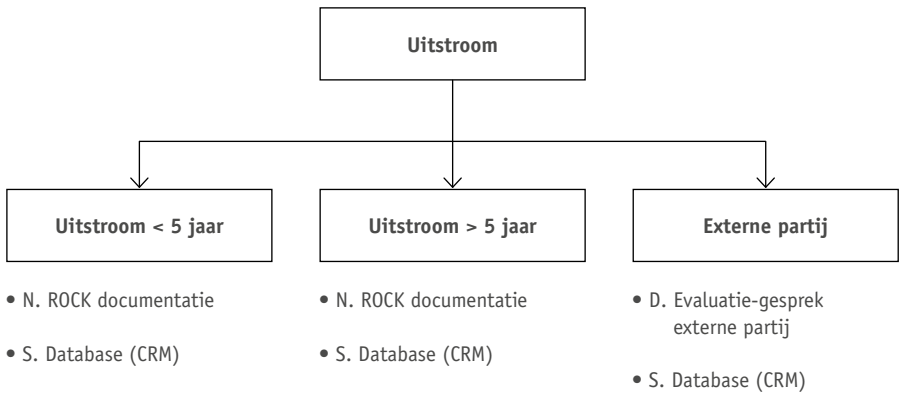 Uitstroom
Uitstroom < 5 jaar
Uitstroom > 5 jaar
Externe partij
• N. ROCK documentatie
• S. Database (CRM)
• N. ROCK documentatie
• S. Database (CRM)
• D. Evaluatie-gesprek
externe partij
• S. Database (CRM)